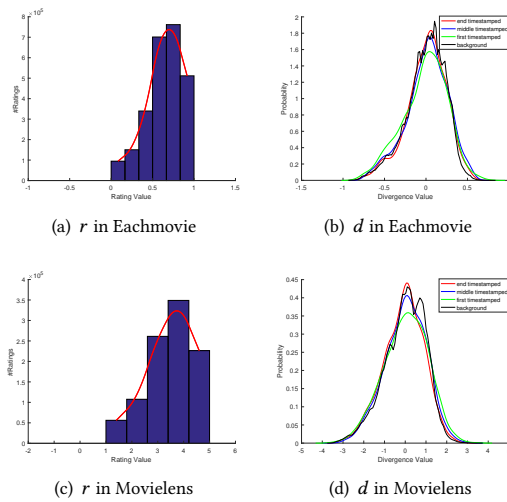 8 ×10⁵
7
6
5
4
3
2
1
0
-1 -0.5 0 0.5 1 1.5
#Ratings
Rating Value
(a) r in Eachmovie
2
1.8
1.6
1.4
1.2
1
0.8
0.6
0.4
0.2
0
-1.5 -1 -0.5 0 0.5
Probability
Divergence Value
end timestamped
middle timestamped
first timestamped
background
(b) d in Eachmovie
4 ×10⁵
3.5
3
2.5
2
1.5
1
0.5
0
-2 -1 0 1 2 3 4 5 6
#Ratings
Rating Value
(c) r in Movielens
0.45
0.4
0.35
0.3
0.25
0.2
0.15
0.1
0.05
0
-5 -4 -3 -2 -1 0 1 2 3 4
Probability
Divergence Value
end timestamped
middle timestamped
first timestamped
background
(d) d in Movielens